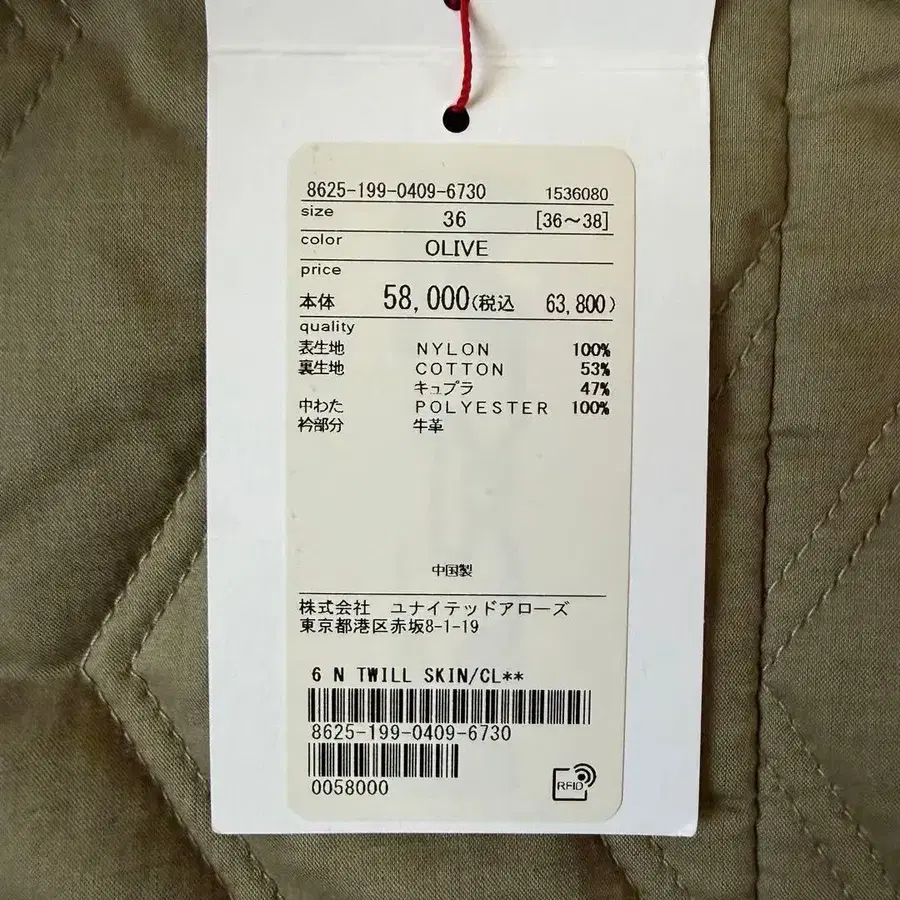 8625-199-0409-6730 1536080
size 36 [36～38]
color OLIVE
price
本体 58,000(税込 63,800)
quality
表生地 NYLON 100%
裏生地 COTTON 53%
キュプラ 47%
中わた POLYESTER 100%
衿部分 牛革
中国製
株式会社 ユナイテッドアローズ
東京都港区赤坂8-1-19
6 N TWILL SKIN/CL**
8625-199-0409-6730
0058000
RFID